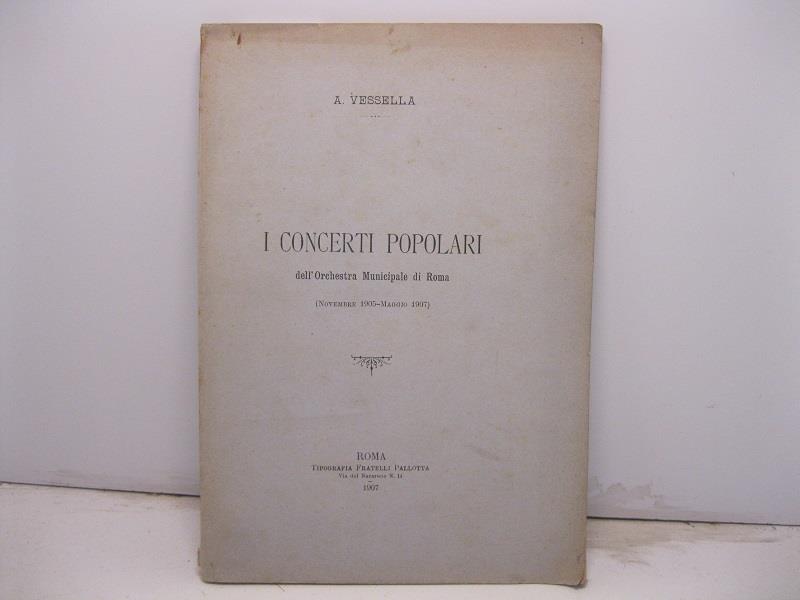 A. VESSELLA
I CONCERTI POPOLARI
dell'Orchestra Municipale di Roma
(NOVEMBRE 1905-MAGGIO 1907)
ROMA
TIPOGRAFIA FRATELLI PALLOTTA
Via del Nazareno N. 14
1907